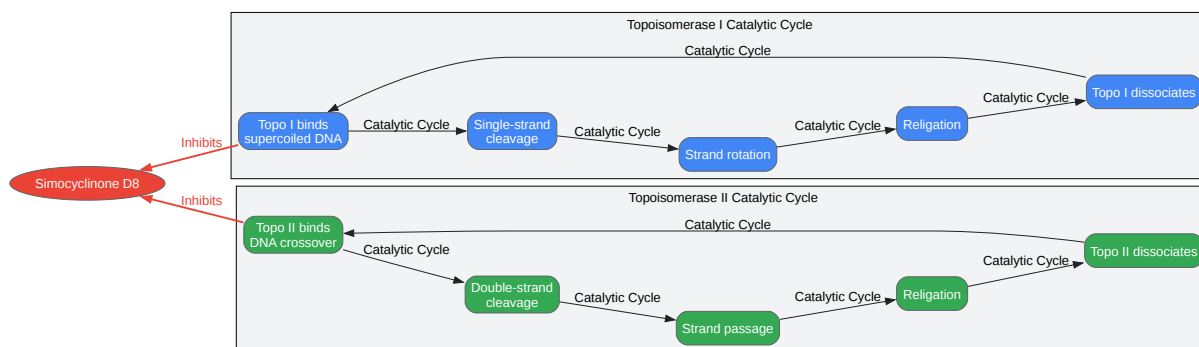 Topoisomerase I Catalytic Cycle
Catalytic Cycle
Topo I binds
supercoiled DNA
Catalytic Cycle
Single-strand
cleavage
Catalytic Cycle
Strand rotation
Catalytic Cycle
Religation
Catalytic Cycle
Topo I dissociates
Inhibits
Simocyclinone D8
Inhibits
Topoisomerase II Catalytic Cycle
Catalytic Cycle
Topo II binds
DNA crossover
Catalytic Cycle
Double-strand
cleavage
Catalytic Cycle
Strand passage
Catalytic Cycle
Religation
Catalytic Cycle
Topo II dissociates